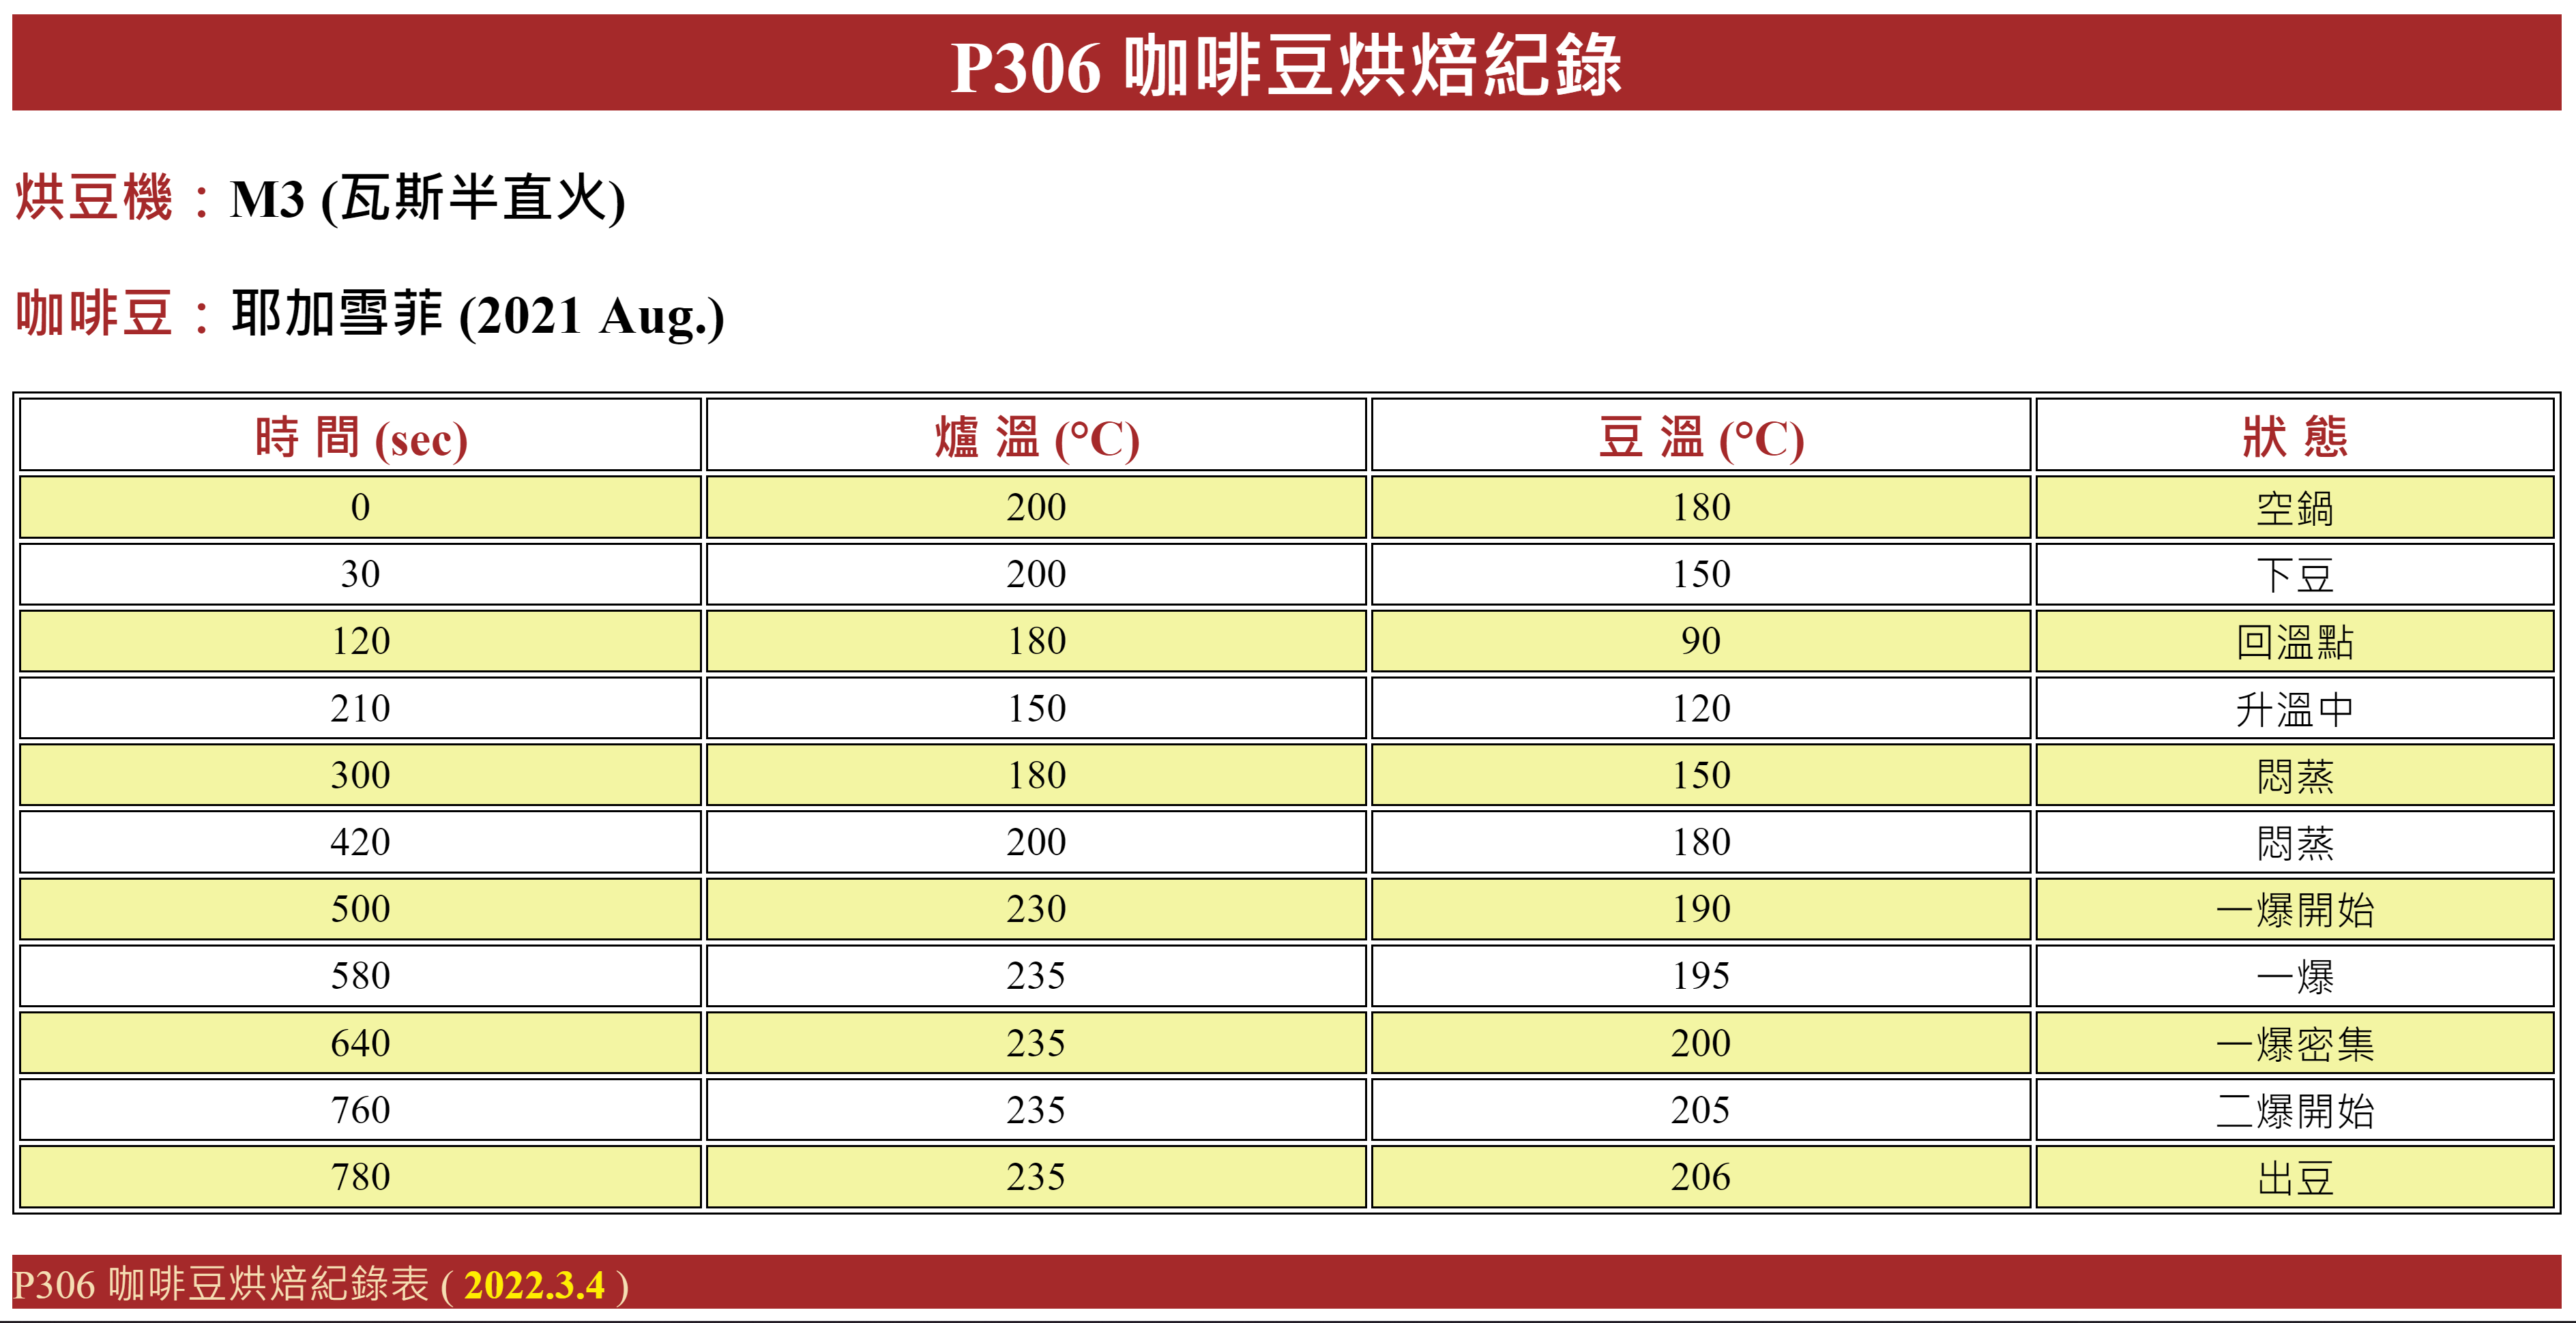 P306 咖啡豆烘焙紀錄
烘豆機：M3 (瓦斯半直火)
咖啡豆：耶加雪菲 (2021 Aug.)
時 間 (sec) 爐 溫 (°C) 豆 溫 (°C) 狀 態
0 200 180 空鍋
30 200 150 下豆
120 180 90 回溫點
210 150 120 升溫中
300 180 150 悶蒸
420 200 180 悶蒸
500 230 190 一爆開始
580 235 195 一爆
640 235 200 一爆密集
760 235 205 二爆開始
780 235 206 出豆
P306 咖啡豆烘焙紀錄表 ( 2022.3.4 )